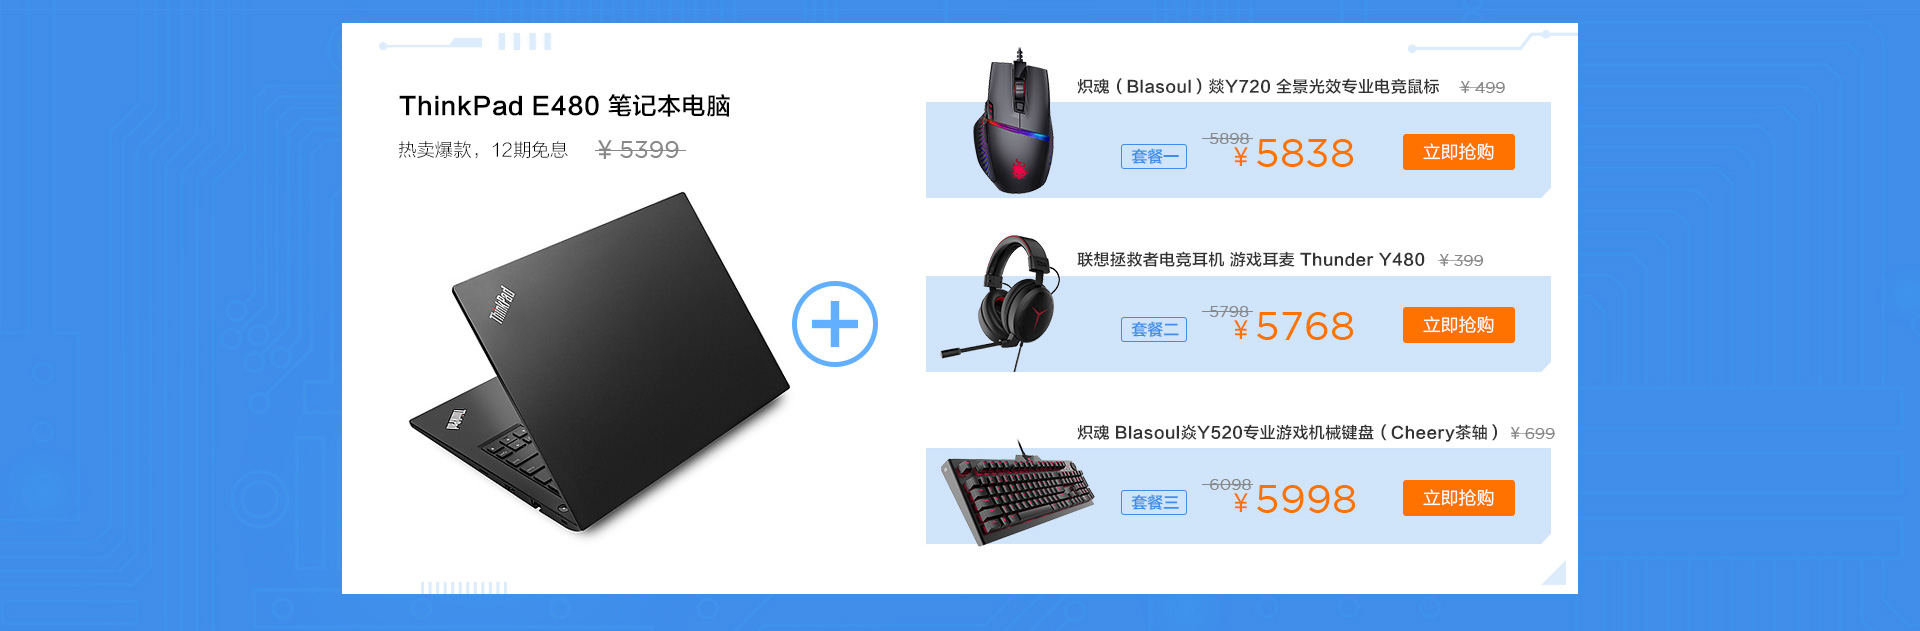 ThinkPad E480 笔记本电脑
热卖爆款，12期免息 ¥ 5399
ThinkPad
ThinkPad
炽魂（Blasoul）燚Y720 全景光效专业电竞鼠标 ¥ 499
套餐一 5898 ¥ 5838 立即抢购
联想拯救者电竞耳机 游戏耳麦 Thunder Y480 ¥ 399
套餐二 5798 ¥ 5768 立即抢购
炽魂 Blasoul焱Y520专业游戏机械键盘（Cheery茶轴） ¥ 699
套餐三 6098 ¥ 5998 立即抢购